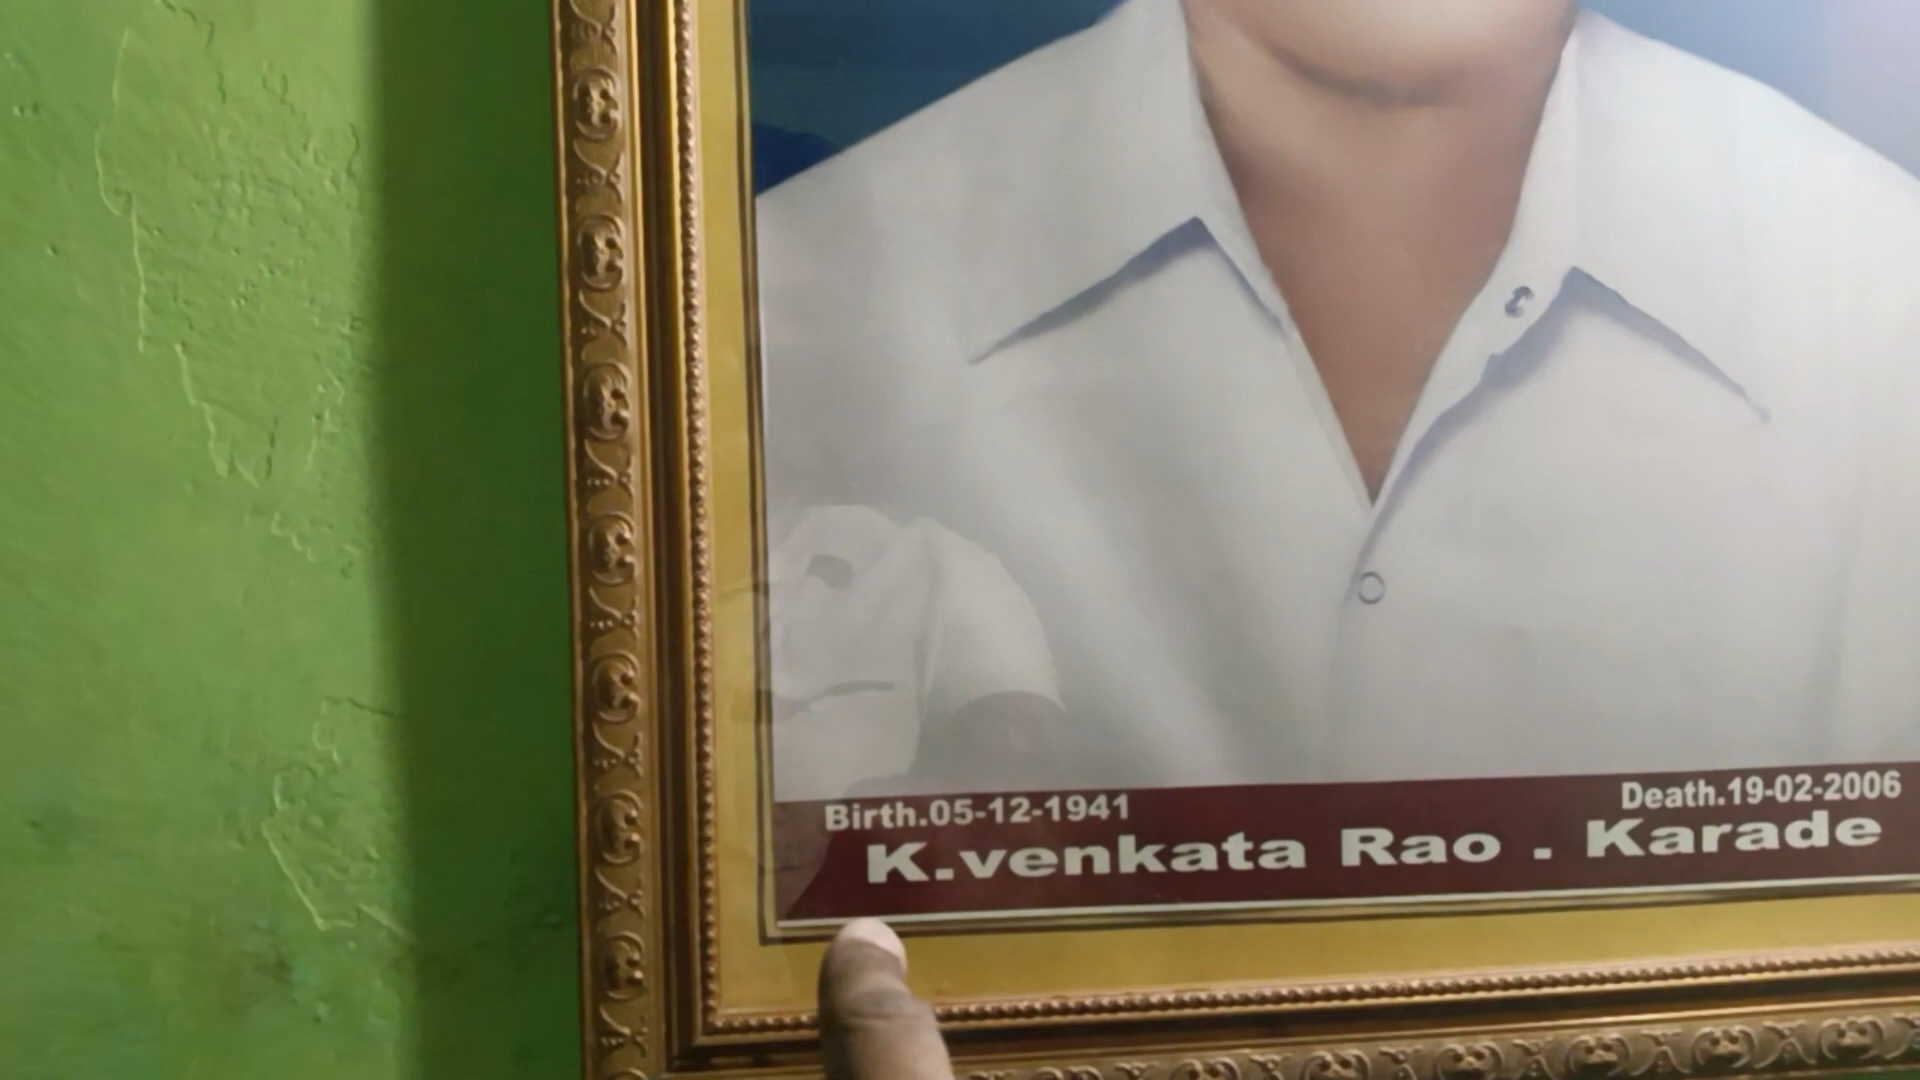 Birth.05-12-1941 Death.19-02-2006
K.venkata Rao . Karade